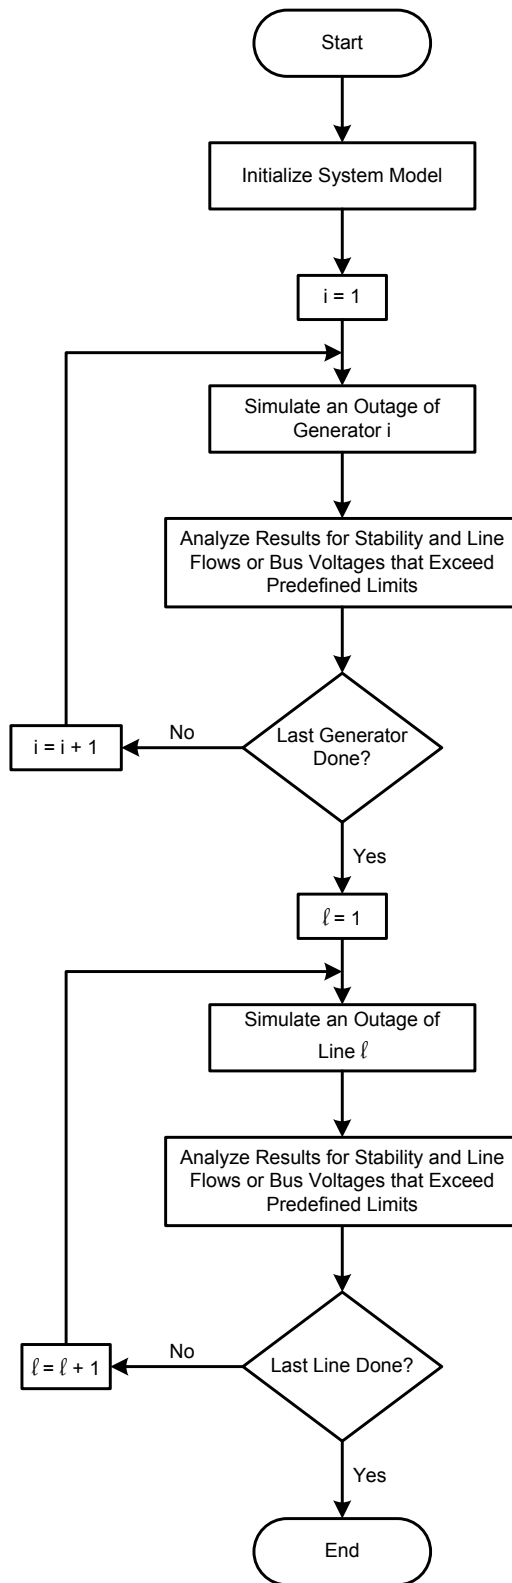 Start
Initialize System Model
i = 1
Simulate an Outage of
Generator i
Analyze Results for Stability and Line
Flows or Bus Voltages that Exceed
Predefined Limits
Last Generator
Done?
No
i = i + 1
Yes
ℓ = 1
Simulate an Outage of
Line ℓ
Analyze Results for Stability and Line
Flows or Bus Voltages that Exceed
Predefined Limits
Last Line Done?
No
ℓ = ℓ + 1
Yes
End